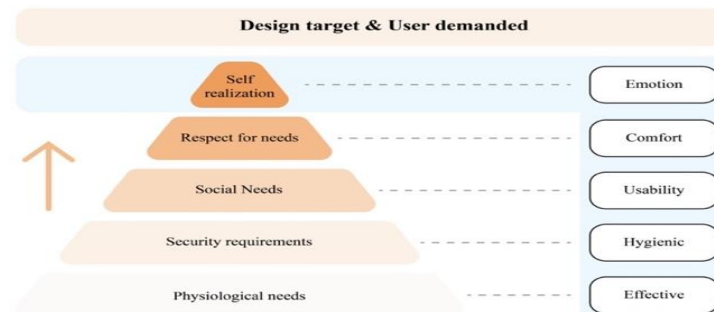 Design target & User demanded
Self
realization
Emotion
Respect for needs
Comfort
Social Needs
Usability
Security requirements
Hygienic
Physiological needs
Effective